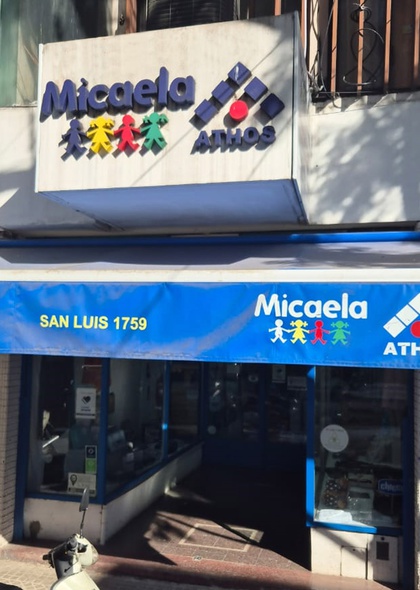 Micaela
ATHOS
SAN LUIS 1759
Micaela
ATH